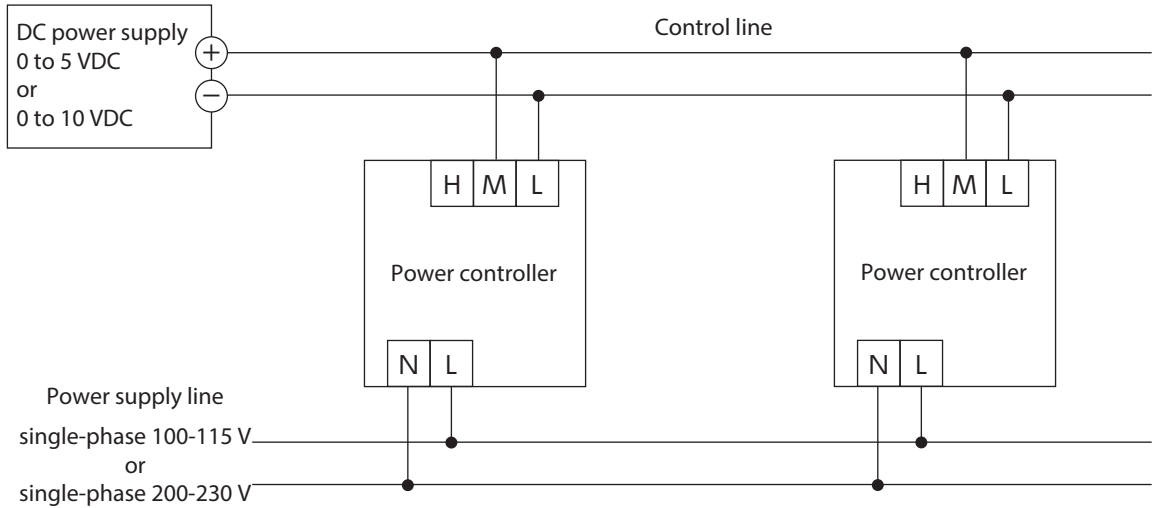 DC power supply
0 to 5 VDC
or
0 to 10 VDC
+
−
Control line
H M L
Power controller
N L
H M L
Power controller
N L
Power supply line
single-phase 100-115 V
or
single-phase 200-230 V